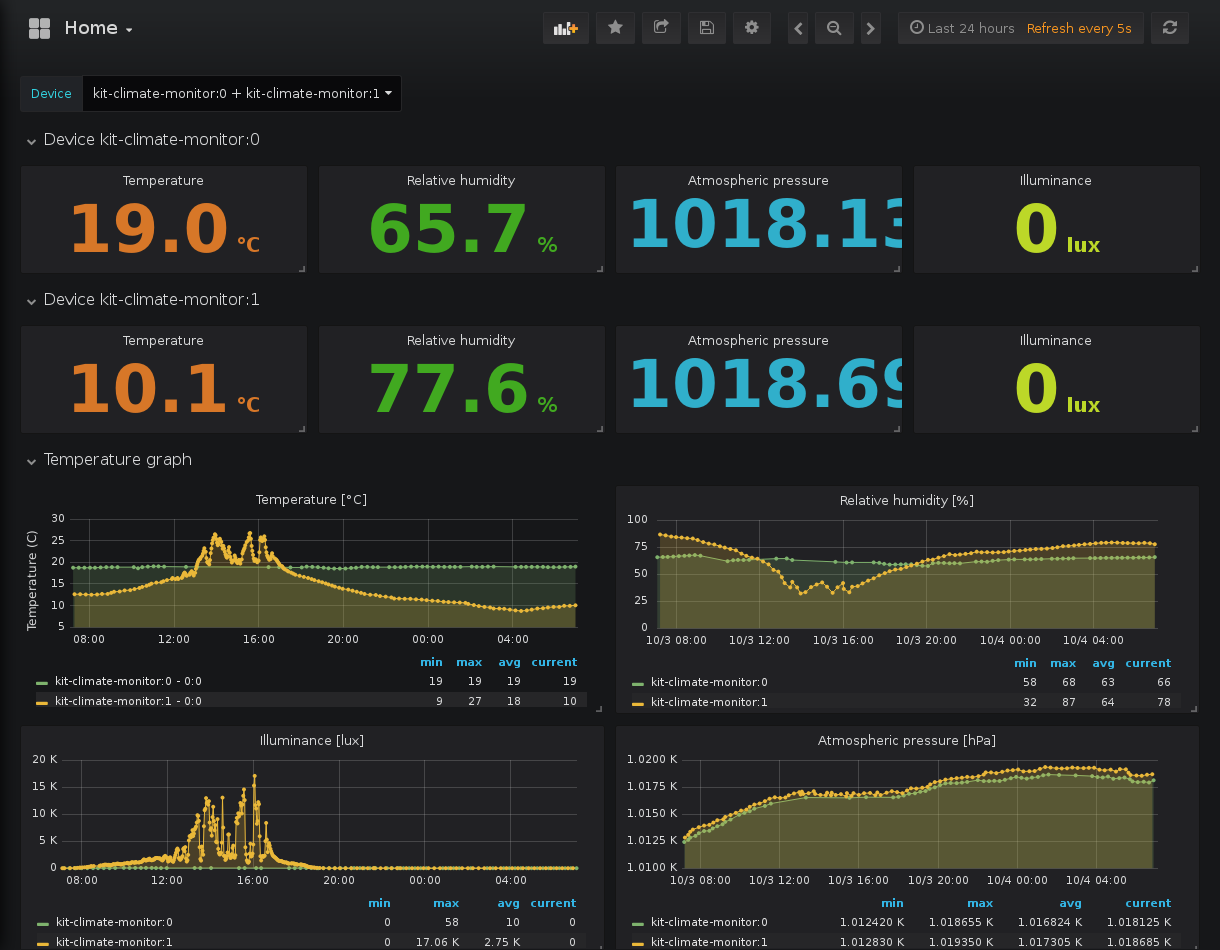 Home
Last 24 hours Refresh every 5s
Device kit-climate-monitor:0 + kit-climate-monitor:1
Device kit-climate-monitor:0
Temperature Relative humidity Atmospheric pressure Illuminance
19.0 °C 65.7 % 1018.13 0 lux
Device kit-climate-monitor:1
Temperature Relative humidity Atmospheric pressure Illuminance
10.1 °C 77.6 % 1018.69 0 lux
Temperature graph
Temperature [°C]
Temperature (C)
30
25
20
15
10
5
08:00 12:00 16:00 20:00 00:00 04:00
min max avg current
kit-climate-monitor:0 - 0:0 19 19 19 19
kit-climate-monitor:1 - 0:0 9 27 18 10
Relative humidity [%]
100
75
50
25
0
10/3 08:00 10/3 12:00 10/3 16:00 10/3 20:00 10/4 00:00 10/4 04:00
min max avg current
kit-climate-monitor:0 58 68 63 66
kit-climate-monitor:1 32 87 64 78
Illuminance [lux]
20 K
15 K
10 K
5 K
0
08:00 12:00 16:00 20:00 00:00 04:00
min max avg current
kit-climate-monitor:0 0 58 10 0
kit-climate-monitor:1 0 17.06 K 2.75 K 0
Atmospheric pressure [hPa]
1.0200 K
1.0175 K
1.0150 K
1.0125 K
1.0100 K
10/3 08:00 10/3 12:00 10/3 16:00 10/3 20:00 10/4 00:00 10/4 04:00
min max avg current
kit-climate-monitor:0 1.012420 K 1.018655 K 1.016824 K 1.018125 K
kit-climate-monitor:1 1.012830 K 1.019350 K 1.017305 K 1.018685 K